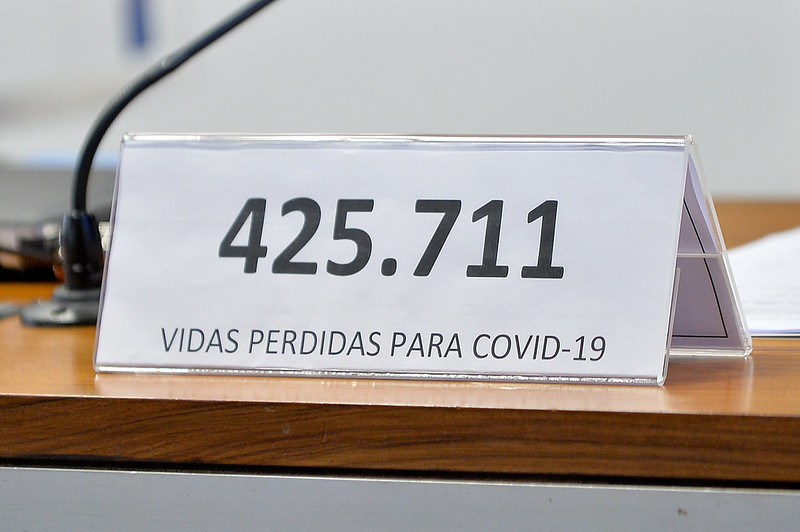 425.711
VIDAS PERDIDAS PARA COVID-19